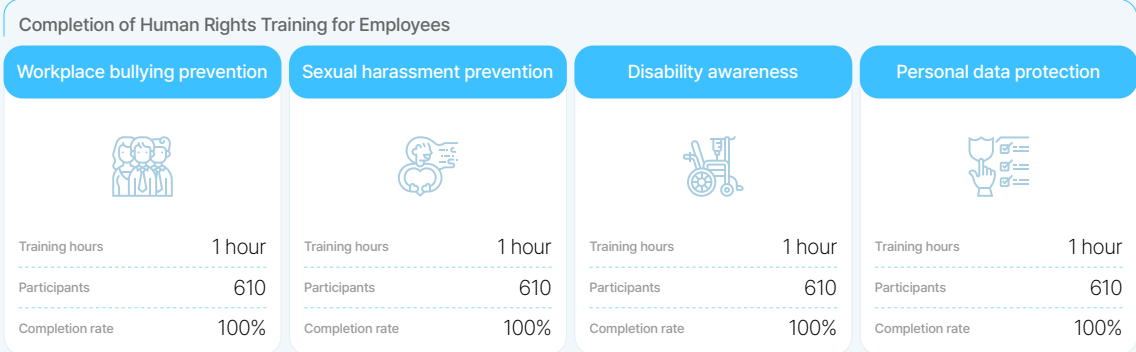 Completion of Human Rights Training for Employees
Workplace bullying prevention
Training hours 1 hour
Participants 610
Completion rate 100%
Sexual harassment prevention
Training hours 1 hour
Participants 610
Completion rate 100%
Disability awareness
Training hours 1 hour
Participants 610
Completion rate 100%
Personal data protection
Training hours 1 hour
Participants 610
Completion rate 100%